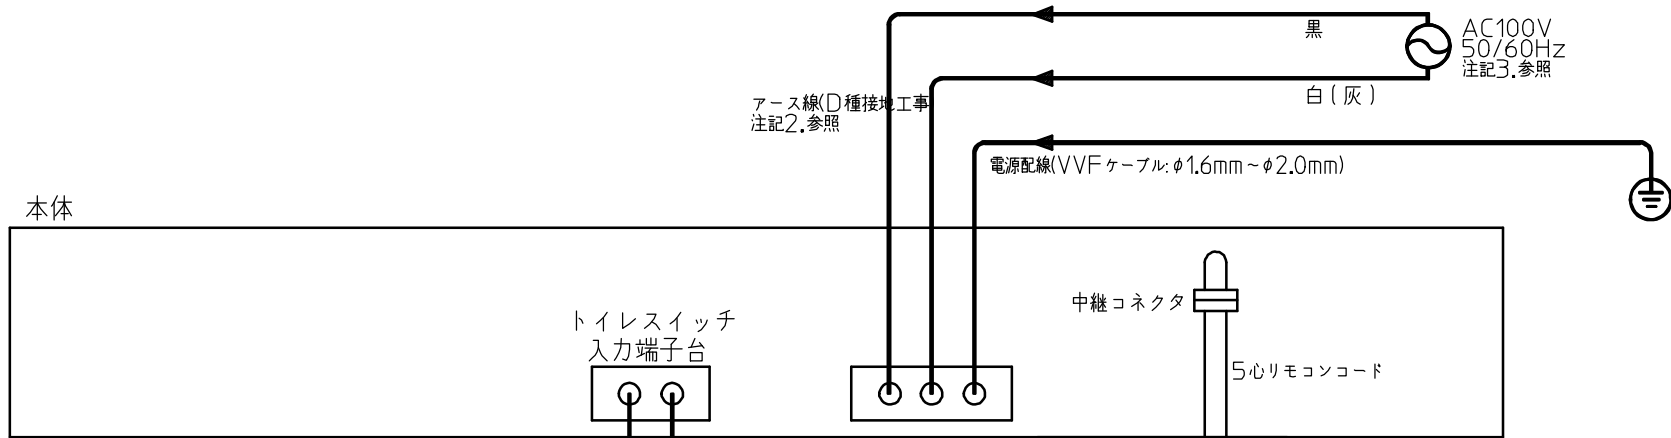 黒
AC100V
50/60Hz
注記3.参照
白(灰)
アース線(D種接地工事
注記2.参照
電源配線(VVFケーブル:φ1.6mm～φ2.0mm)
本体
中継コネクタ
トイレスイッチ
入力端子台
5心リモコンコード